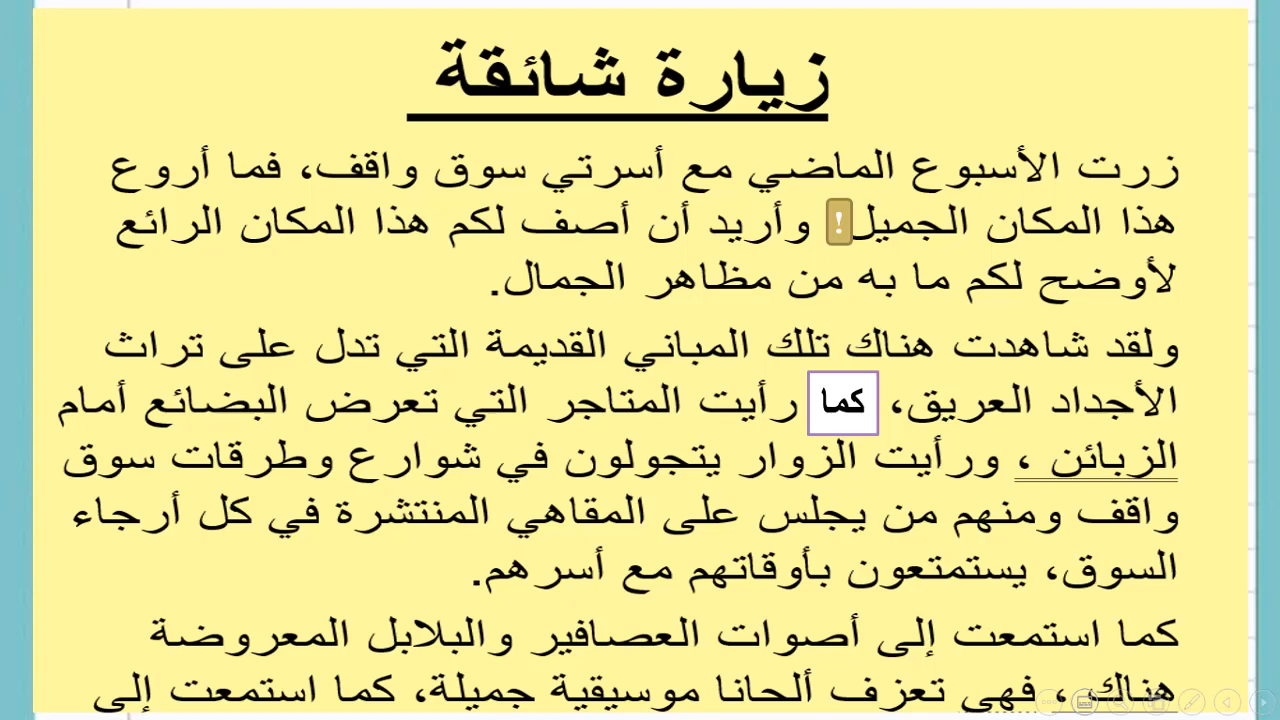 زيارة شائقة
زرت الأسبوع الماضي مع أسرتي سوق واقف، فما أروع
هذا المكان الجميل! وأريد أن أصف لكم هذا المكان الرائع
لأوضح لكم ما به من مظاهر الجمال.
ولقد شاهدت هناك تلك المباني القديمة التي تدل على تراث
الأجداد العريق، كما رأيت المتاجر التي تعرض البضائع أمام
الزبائن ، ورأيت الزوار يتجولون في شوارع وطرقات سوق
واقف ومنهم من يجلس على المقاهي المنتشرة في كل أرجاء
السوق، يستمتعون بأوقاتهم مع أسرهم.
كما استمعت إلى أصوات العصافير والبلابل المعروضة
هناك، فهي تعزف ألحانا موسيقية جميلة، كما استمعت إلى